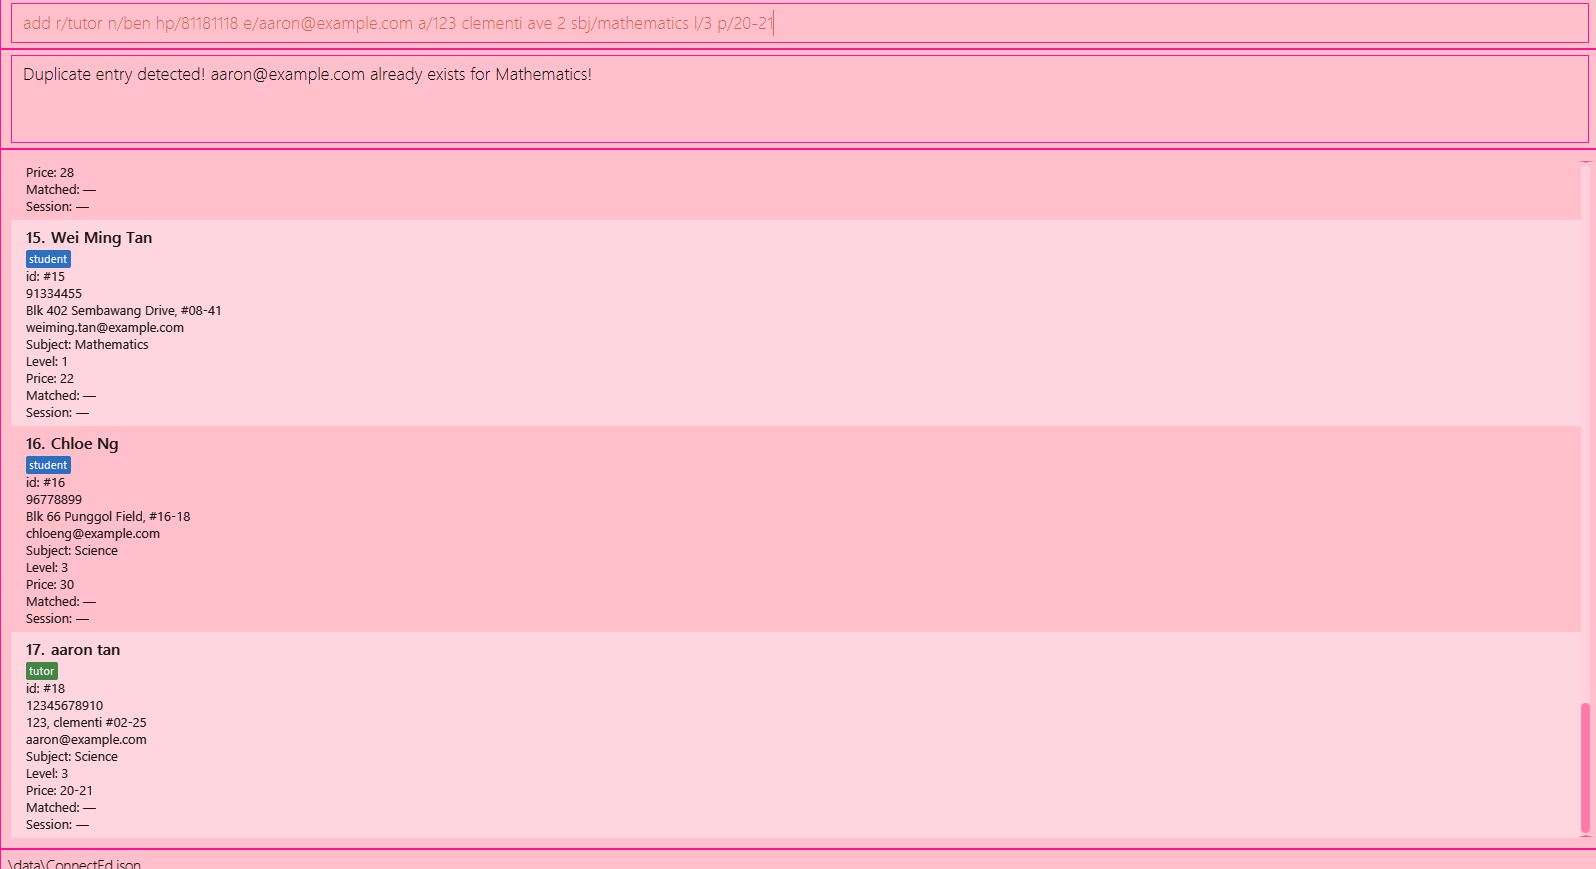 add r/tutor n/ben hp/81181118 e/aaron@example.com a/123 clementi ave 2 sbj/mathematics l/3 p/20-21
Duplicate entry detected! aaron@example.com already exists for Mathematics!
Price: 28
Matched: —
Session: —
15. Wei Ming Tan
student
id: #15
91334455
Blk 402 Sembawang Drive, #08-41
weiming.tan@example.com
Subject: Mathematics
Level: 1
Price: 22
Matched: —
Session: —
16. Chloe Ng
student
id: #16
96778899
Blk 66 Punggol Field, #16-18
chloeng@example.com
Subject: Science
Level: 3
Price: 30
Matched: —
Session: —
17. aaron tan
tutor
id: #18
12345678910
123, clementi #02-25
aaron@example.com
Subject: Science
Level: 3
Price: 20-21
Matched: —
Session: —
\data\ConnectEd.json